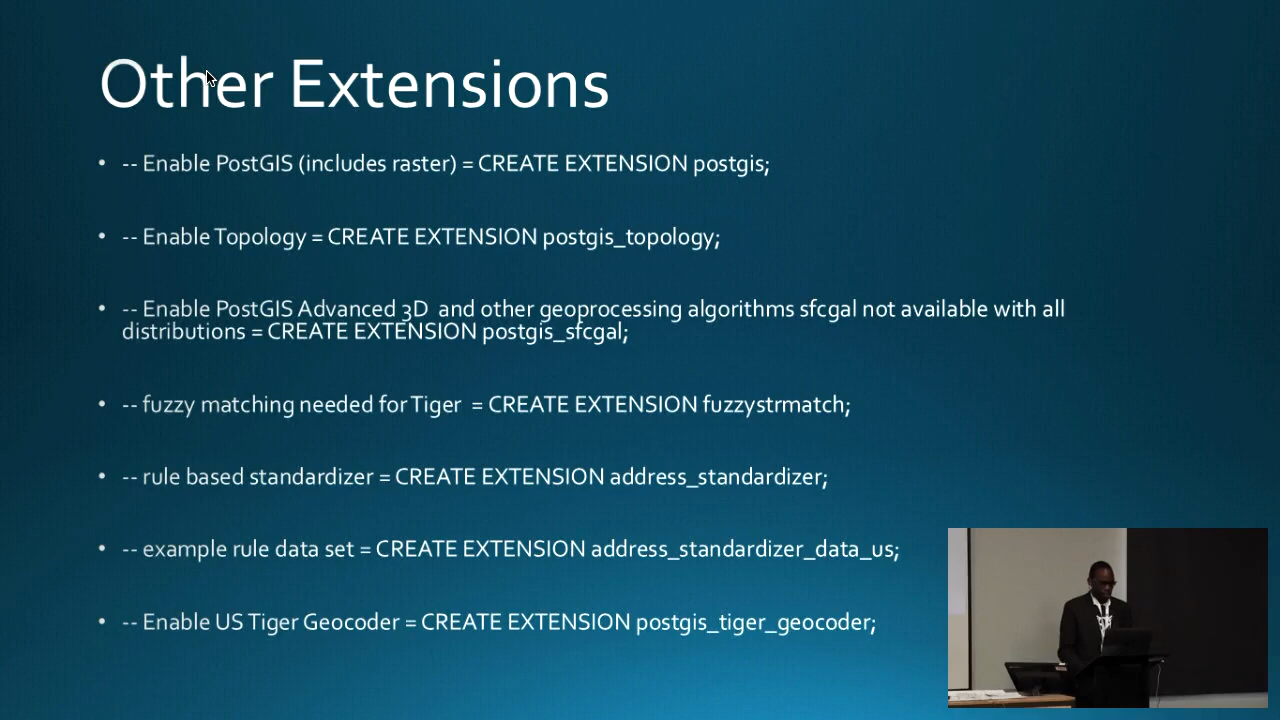 Other Extensions
• -- Enable PostGIS (includes raster) = CREATE EXTENSION postgis;
• -- Enable Topology = CREATE EXTENSION postgis_topology;
• -- Enable PostGIS Advanced 3D  and other geoprocessing algorithms sfcgal not available with all
distributions = CREATE EXTENSION postgis_sfcgal;
• -- fuzzy matching needed for Tiger  = CREATE EXTENSION fuzzystrmatch;
• -- rule based standardizer = CREATE EXTENSION address_standardizer;
• -- example rule data set = CREATE EXTENSION address_standardizer_data_us;
• -- Enable US Tiger Geocoder = CREATE EXTENSION postgis_tiger_geocoder;